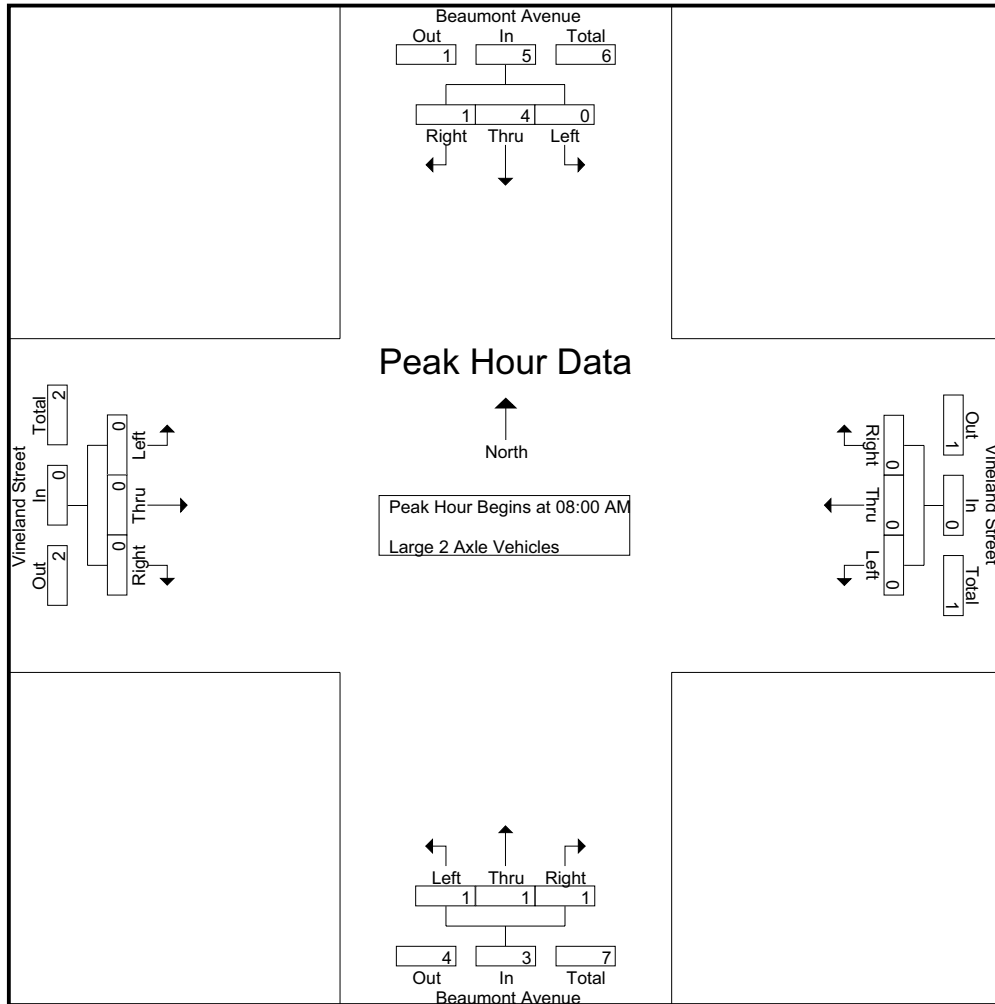 Beaumont Avenue
Out In Total
1 5 6
1 4 0
Right Thru Left
Peak Hour Data
North
Peak Hour Begins at 08:00 AM
Large 2 Axle Vehicles
Vineland Street
Total In Out
2 0 2
0 0 0
Left Thru Right
Right Thru Left
0 0 0
Out In Total
1 0 1
Vineland Street
Left Thru Right
1 1 1
4 3 7
Out In Total
Beaumont Avenue